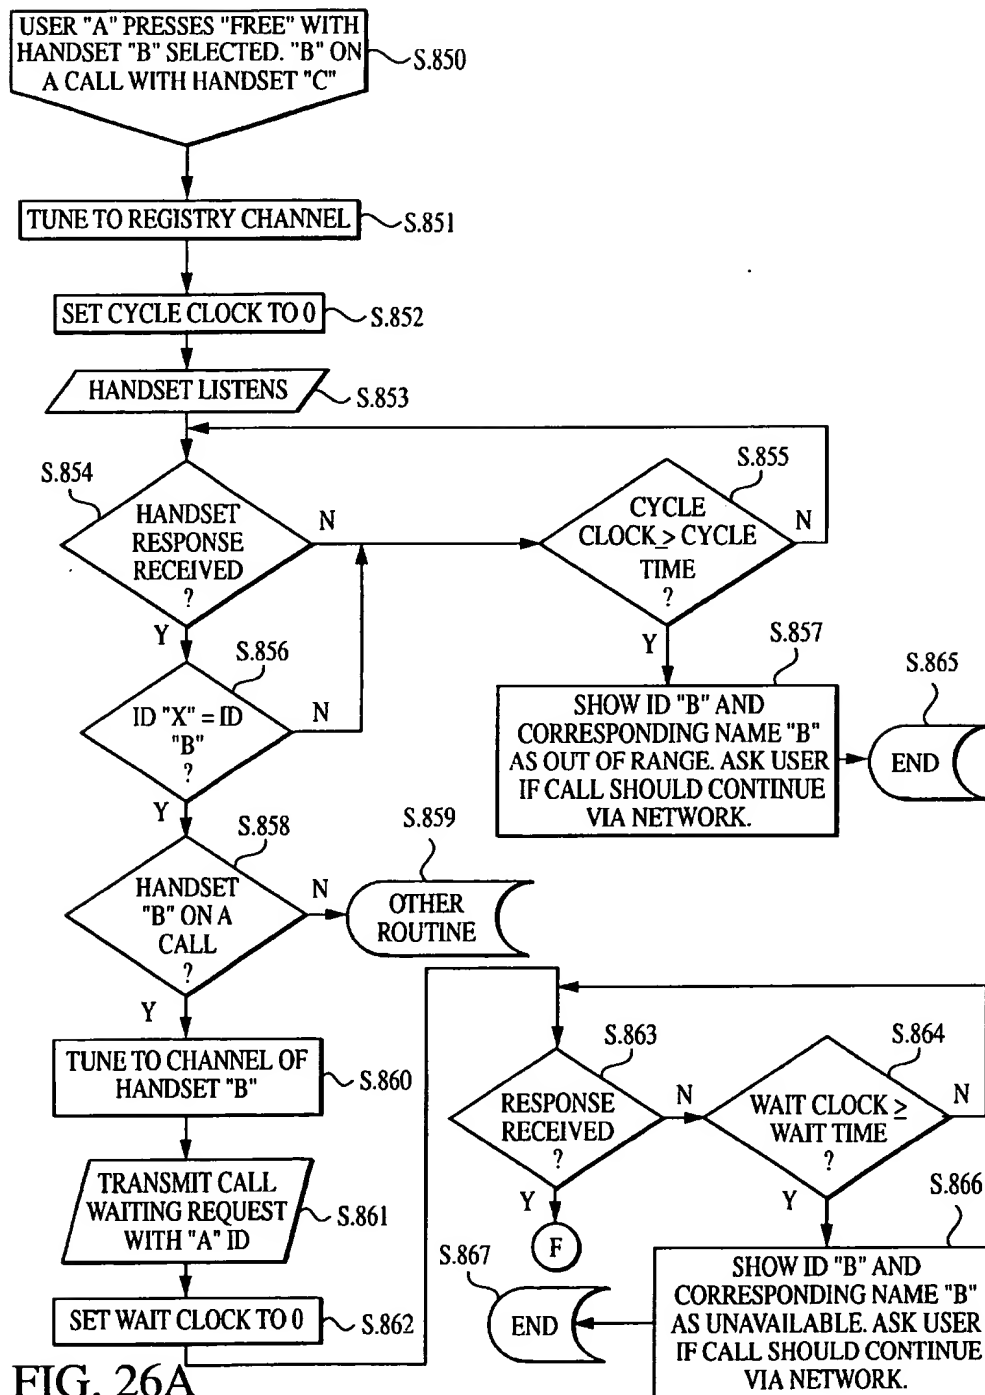 USER "A" PRESSES "FREE" WITH
HANDSET "B" SELECTED. "B" ON
A CALL WITH HANDSET "C"
S.850
TUNE TO REGISTRY CHANNEL
S.851
SET CYCLE CLOCK TO 0
S.852
HANDSET LISTENS
S.853
S.854
HANDSET
RESPONSE
RECEIVED
?
N
Y
S.855
CYCLE
CLOCK ≥ CYCLE
TIME
?
N
Y
S.856
ID "X" = ID
"B"
?
N
Y
S.857
SHOW ID "B" AND
CORRESPONDING NAME "B"
AS OUT OF RANGE. ASK USER
IF CALL SHOULD CONTINUE
VIA NETWORK.
S.865
END
S.858
HANDSET
"B" ON A
CALL
?
N
Y
S.859
OTHER
ROUTINE
TUNE TO CHANNEL OF
HANDSET "B"
S.860
TRANSMIT CALL
WAITING REQUEST
WITH "A" ID
S.861
SET WAIT CLOCK TO 0
S.862
S.863
RESPONSE
RECEIVED
?
N
Y
F
S.864
WAIT CLOCK ≥
WAIT TIME
?
N
Y
S.866
SHOW ID "B" AND
CORRESPONDING NAME "B"
AS UNAVAILABLE. ASK USER
IF CALL SHOULD CONTINUE
VIA NETWORK.
S.867
END
FIG. 26A